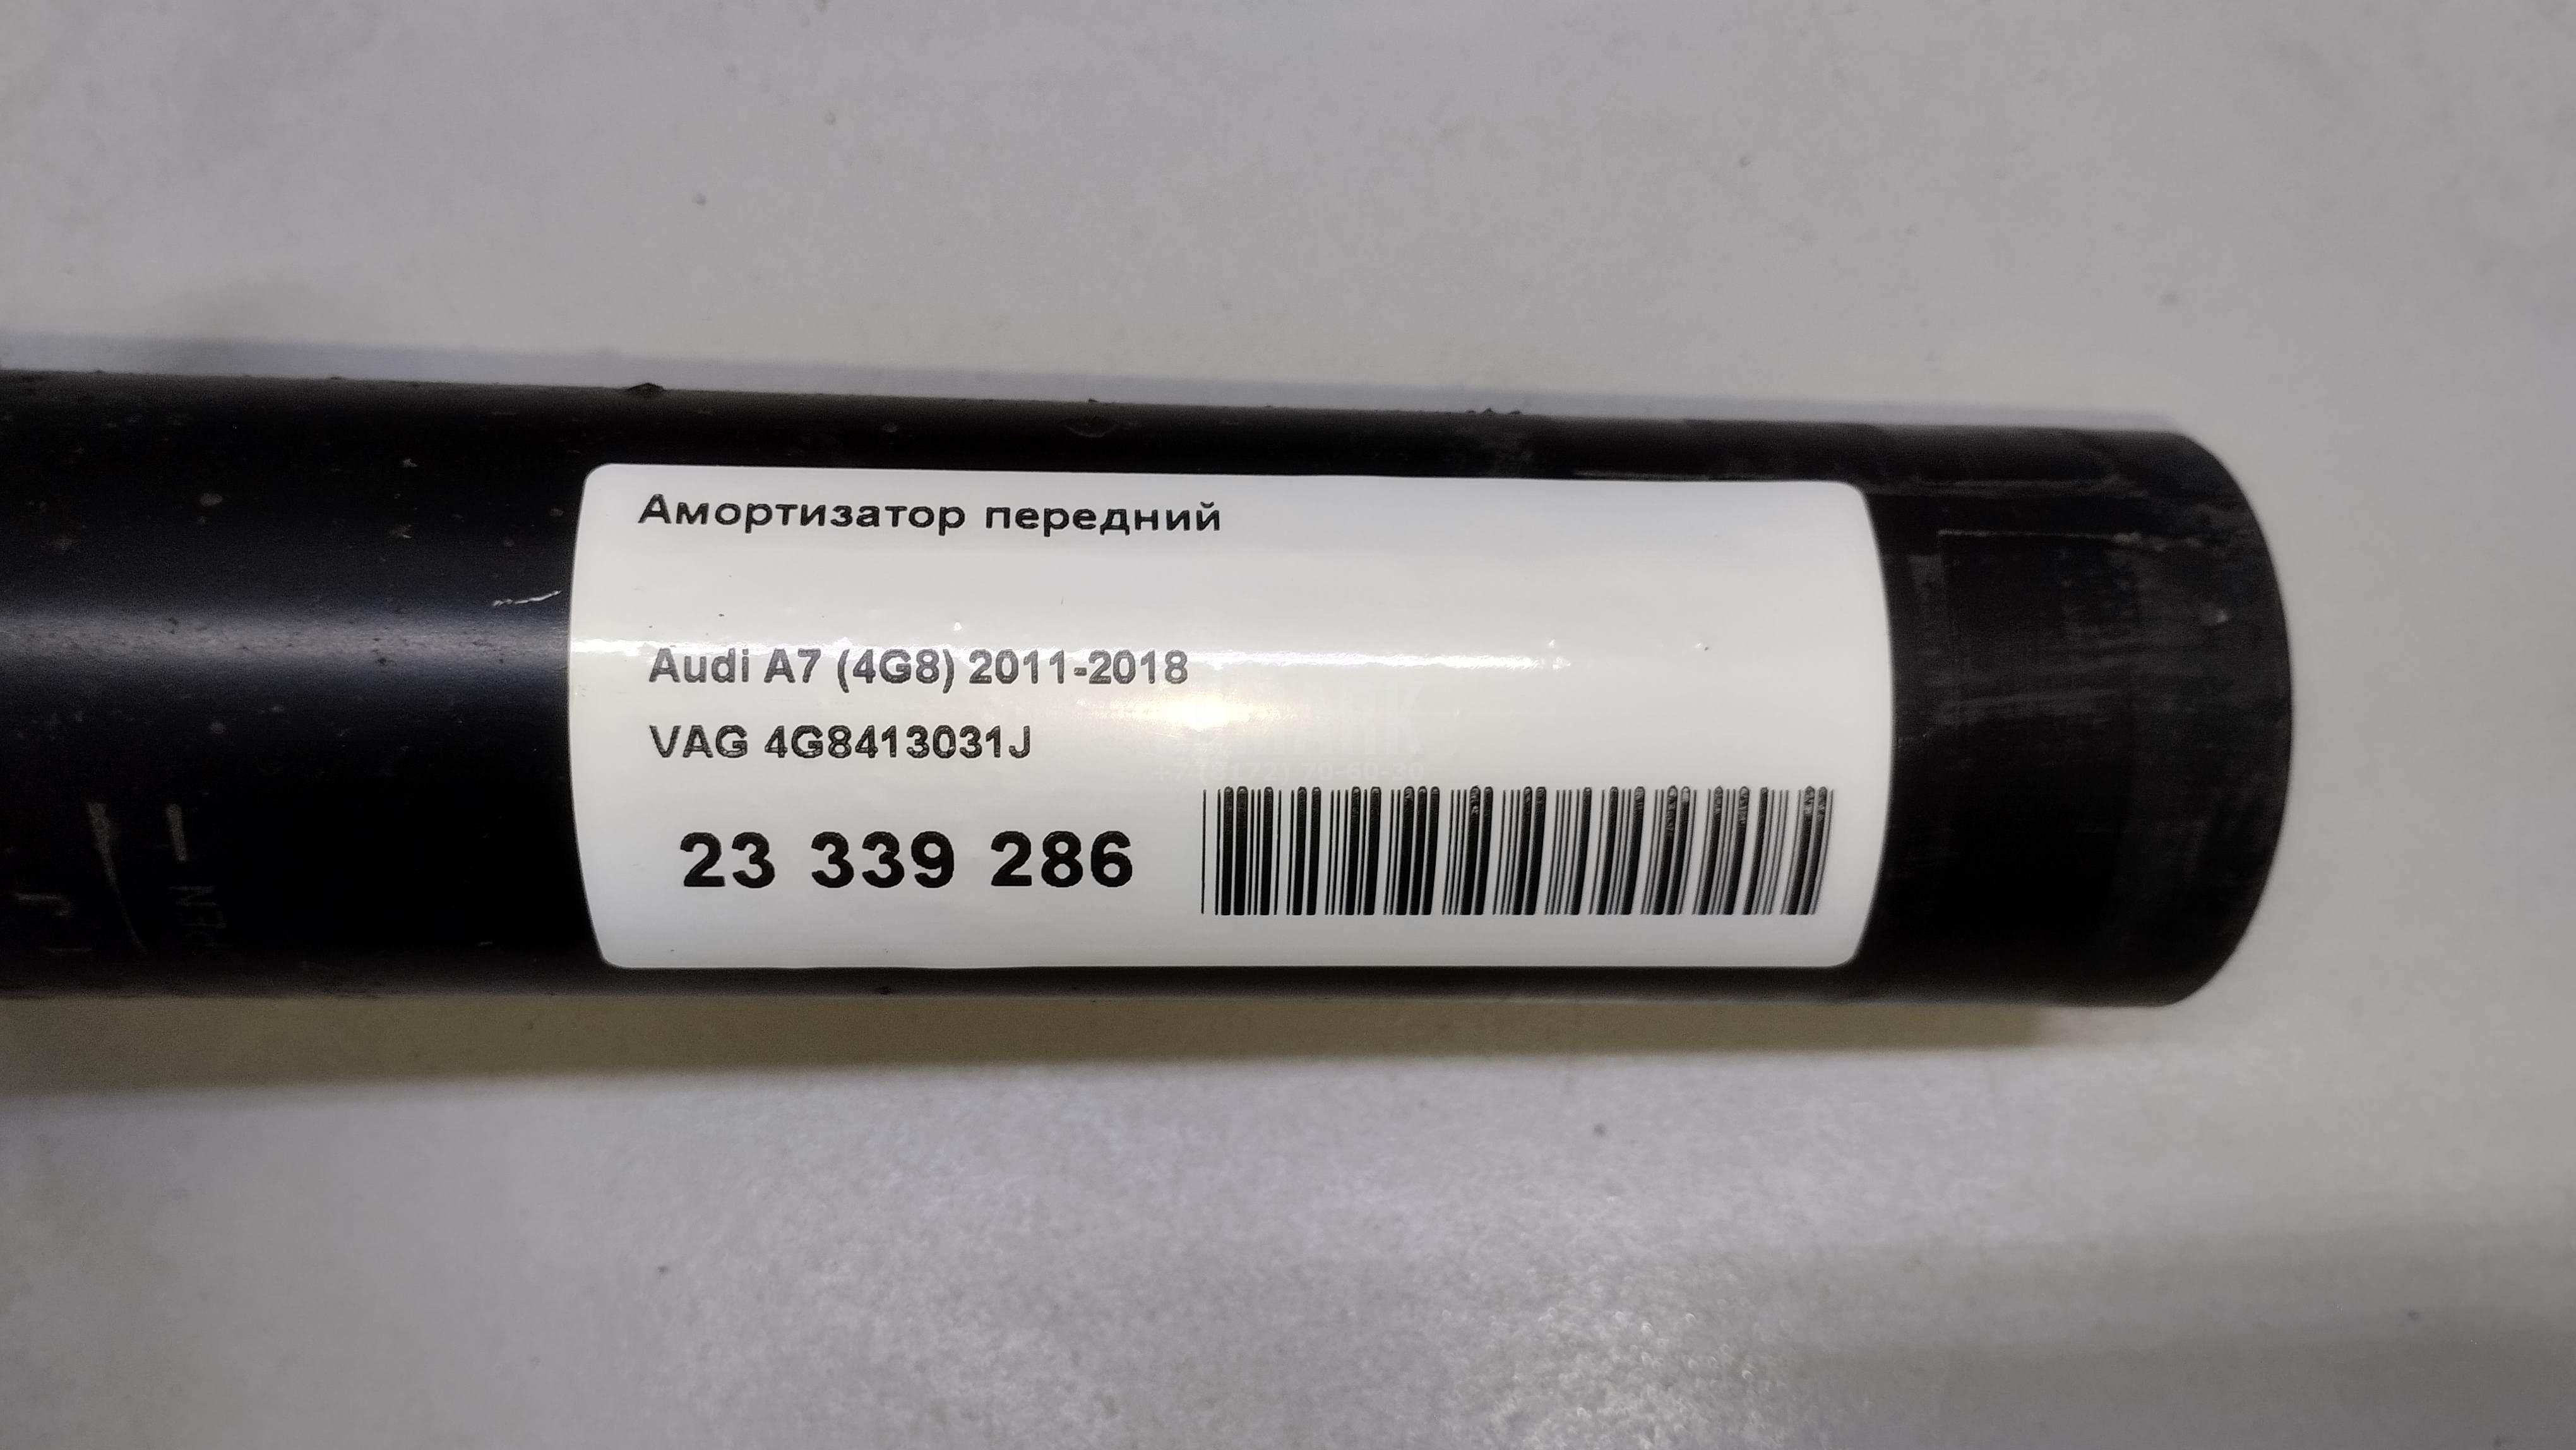 Амортизатор передний
Audi A7 (4G8) 2011-2018
VAG 4G8413031J
23 339 286